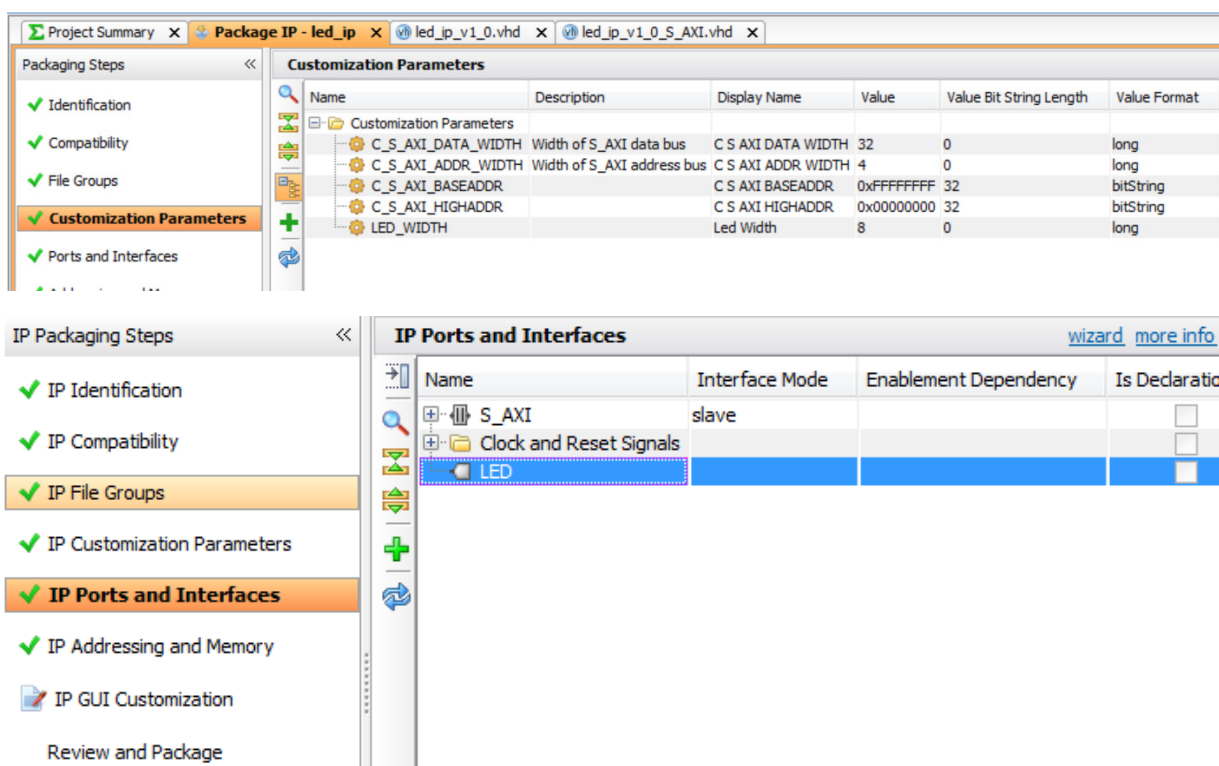 Project Summary Package IP - led_ip led_ip_v1_0.vhd led_ip_v1_0_S_AXI.vhd
Packaging Steps
Identification
Compatibility
File Groups
Customization Parameters
Ports and Interfaces
Customization Parameters
Name Description Display Name Value Value Bit String Length Value Format
Customization Parameters
C_S_AXI_DATA_WIDTH Width of S_AXI data bus C S AXI DATA WIDTH 32 0 long
C_S_AXI_ADDR_WIDTH Width of S_AXI address bus C S AXI ADDR WIDTH 4 0 long
C_S_AXI_BASEADDR C S AXI BASEADDR 0xFFFFFFFF 32 bitString
C_S_AXI_HIGHADDR C S AXI HIGHADDR 0x00000000 32 bitString
LED_WIDTH Led Width 8 0 long
IP Packaging Steps
IP Identification
IP Compatibility
IP File Groups
IP Customization Parameters
IP Ports and Interfaces
IP Addressing and Memory
IP GUI Customization
Review and Package
IP Ports and Interfaces wizard more info
Name Interface Mode Enablement Dependency Is Declaratio
S_AXI slave
Clock and Reset Signals
LED